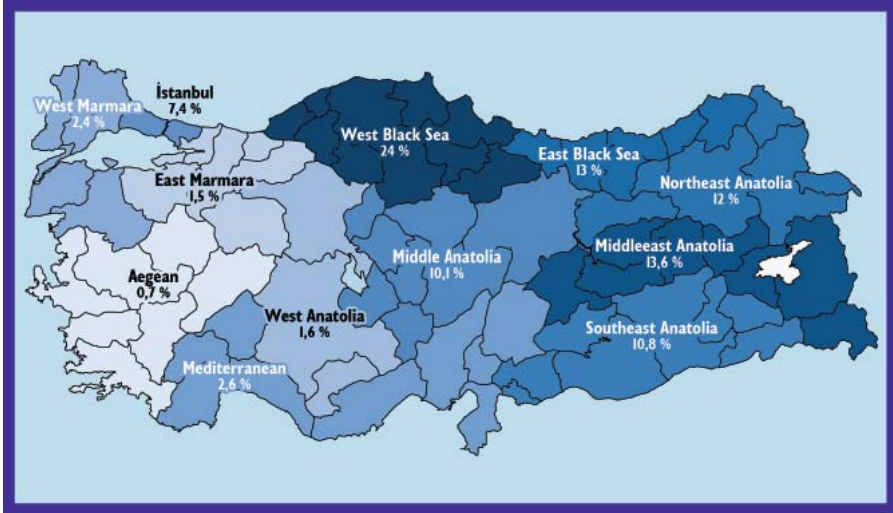 İstanbul
7,4 %
West Marmara
2,4 %
West Black Sea
24 %
East Black Sea
13 %
East Marmara
1,5 %
Northeast Anatolia
12 %
Middle Anatolia
10,1 %
Middleeast Anatolia
13,6 %
Aegean
0,7 %
West Anatolia
1,6 %
Southeast Anatolia
10,8 %
Mediterranean
2,6 %